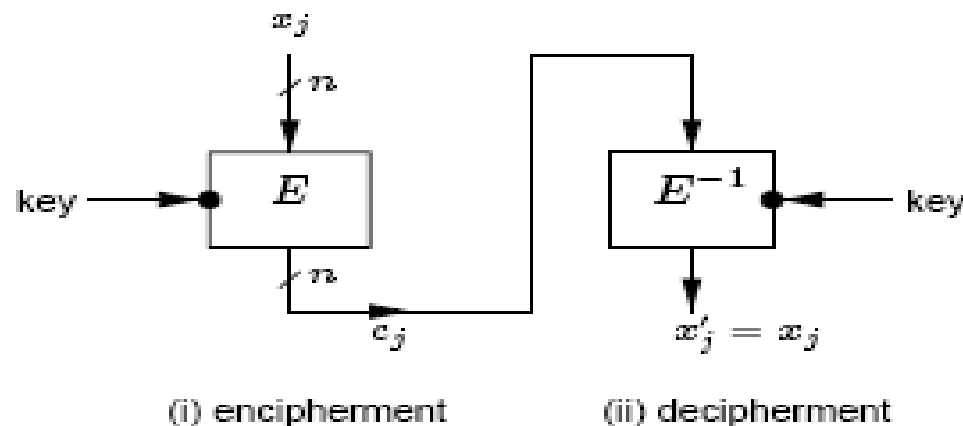 x_j
n
key
E
E^{-1}
key
n
c_j
x'_j = x_j
(i) encipherment
(ii) decipherment